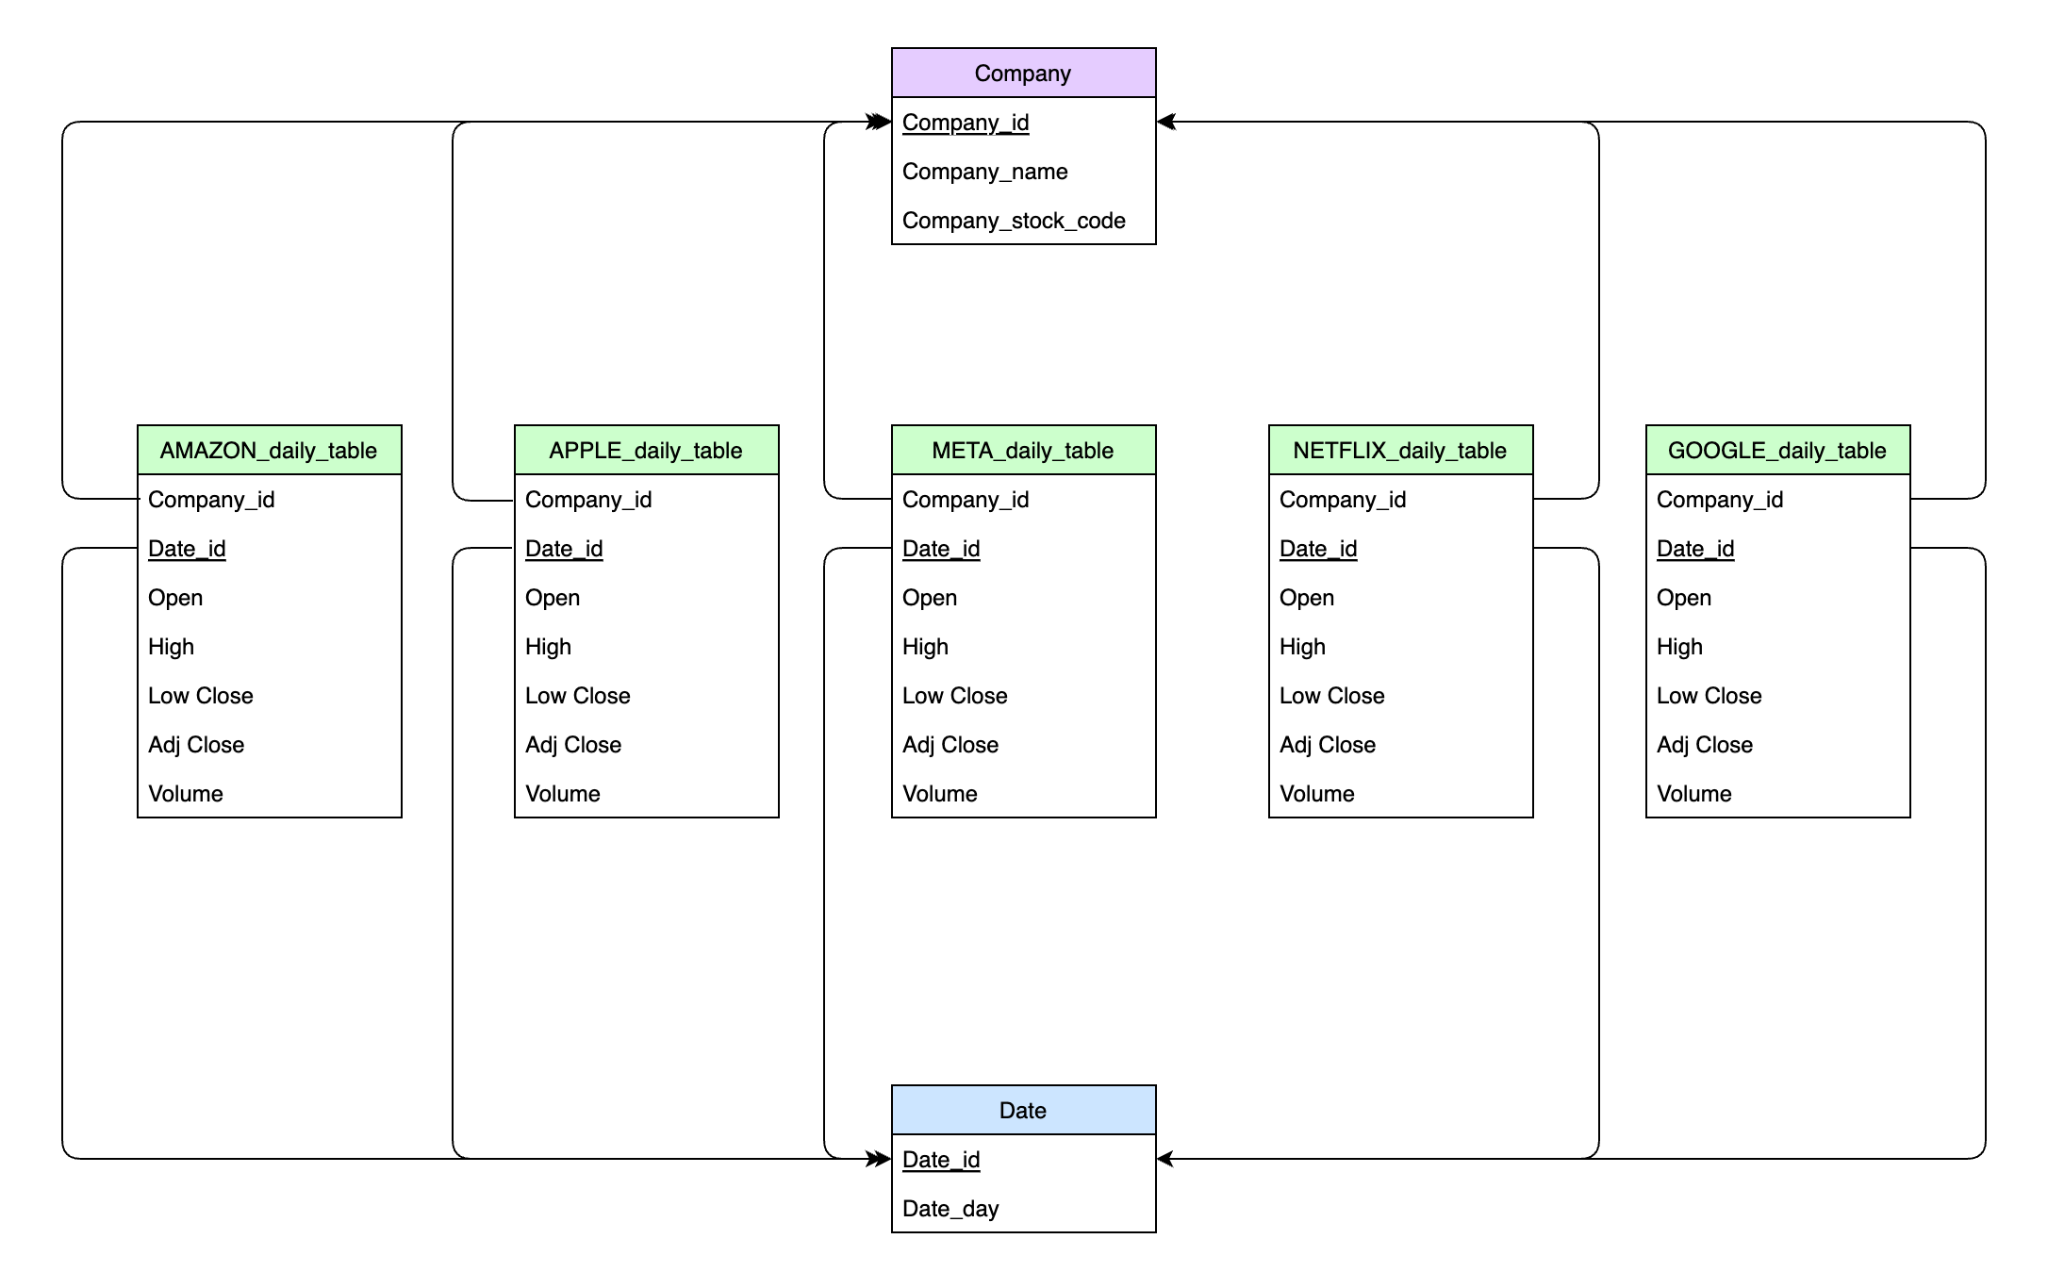 Company
Company_id
Company_name
Company_stock_code
AMAZON_daily_table
Company_id
Date_id
Open
High
Low Close
Adj Close
Volume
APPLE_daily_table
Company_id
Date_id
Open
High
Low Close
Adj Close
Volume
META_daily_table
Company_id
Date_id
Open
High
Low Close
Adj Close
Volume
NETFLIX_daily_table
Company_id
Date_id
Open
High
Low Close
Adj Close
Volume
GOOGLE_daily_table
Company_id
Date_id
Open
High
Low Close
Adj Close
Volume
Date
Date_id
Date_day